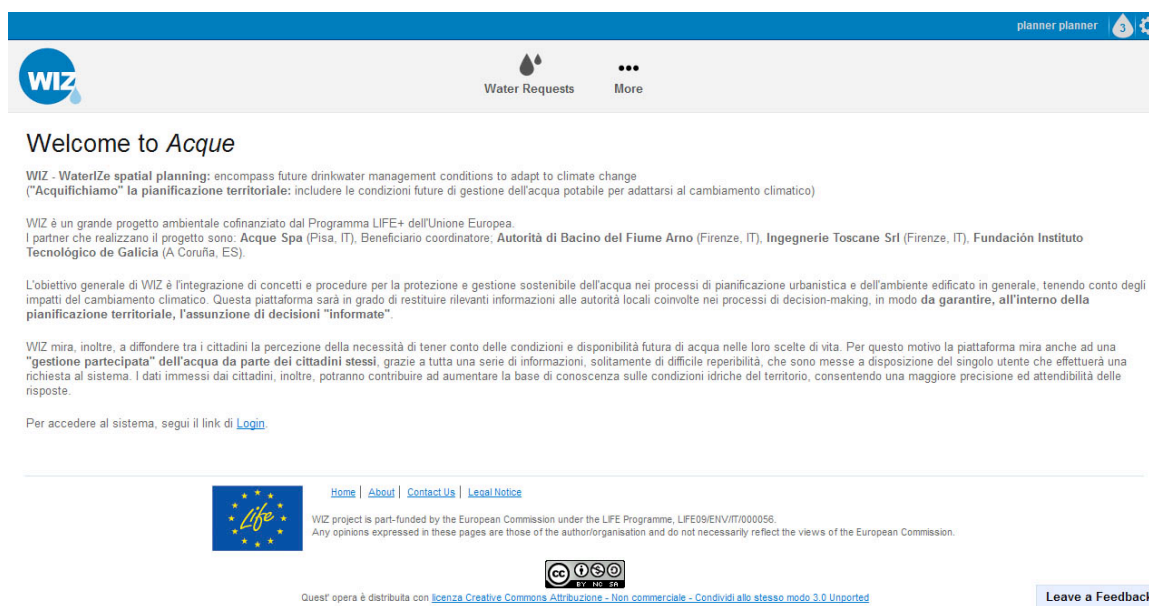 planner planner
3
WIZ
Water Requests
More
Welcome to Acque
WIZ - WaterIZe spatial planning: encompass future drinkwater management conditions to adapt to climate change
("Acquifichiamo" la pianificazione territoriale: includere le condizioni future di gestione dell'acqua potabile per adattarsi al cambiamento climatico)
WIZ é un grande progetto ambientale cofinanziato dal Programma LIFE+ dell'Unione Europea.
I partner che realizzano il progetto sono: Acque Spa (Pisa, IT), Beneficiario coordinatore; Autorità di Bacino del Fiume Arno (Firenze, IT), Ingegnerie Toscane Srl (Firenze, IT), Fundación Instituto
Tecnológico de Galicia (A Coruña, ES).
L'obiettivo generale di WIZ é l'integrazione di concetti e procedure per la protezione e gestione sostenibile dell'acqua nei processi di pianificazione urbanistica e dell'ambiente edificato in generale, tenendo conto degli
impatti del cambiamento climatico. Questa piattaforma sarà in grado di restituire rilevanti informazioni alle autorità locali coinvolte nei processi di decision-making, in modo da garantire, all'interno della
pianificazione territoriale, l'assunzione di decisioni "informate".
WIZ mira, inoltre, a diffondere tra i cittadini la percezione della necessità di tener conto delle condizioni e disponibilità futura di acqua nelle loro scelte di vita. Per questo motivo la piattaforma mira anche ad una
"gestione partecipata" dell'acqua da parte dei cittadini stessi, grazie a tutta una serie di informazioni, solitamente di difficile reperibilità, che sono messe a disposizione del singolo utente che effettuerà una
richiesta al sistema. I dati immessi dai cittadini, inoltre, potranno contribuire ad aumentare la base di conoscenza sulle condizioni idriche del territorio, consentendo una maggiore precisione ed attendibilità delle
risposte.
Per accedere al sistema, segui il link di Login.
Home | About | Contact Us | Legal Notice
Life
WIZ project is part-funded by the European Commission under the LIFE Programme, LIFE09/ENV/IT/000056.
Any opinions expressed in these pages are those of the author/organisation and do not necessarily reflect the views of the European Commission.
cc
BY NC SA
Quest' opera è distribuita con licenza Creative Commons Attribuzione - Non commerciale - Condividi allo stesso modo 3.0 Unported
Leave a Feedback